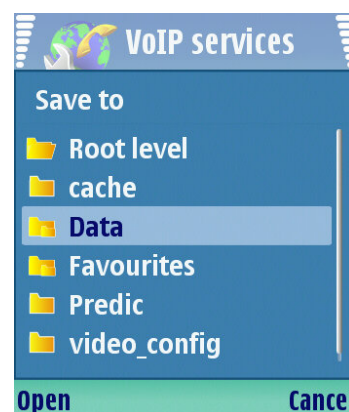 VoIP services
Save to
Root level
cache
Data
Favourites
Predic
video_config
Open Cance